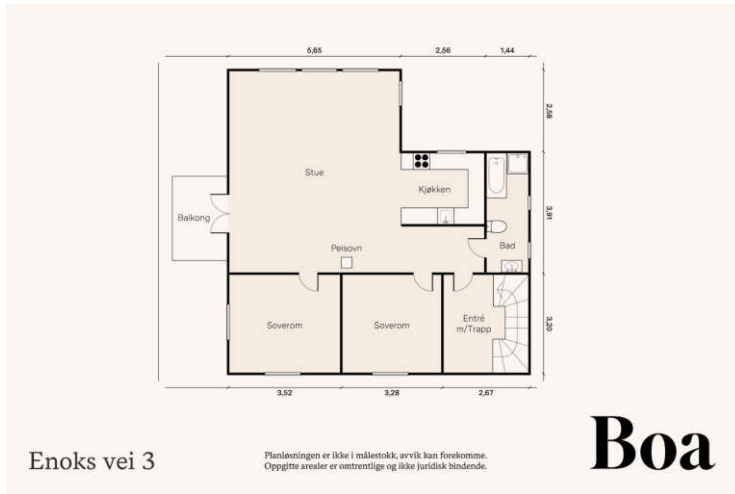 5,65
2,56
1,44
2,58
Stue
Kjøkken
3,91
Balkong
Bad
Peisovn
Soverom
Soverom
Entré
m/Trapp
3,20
3,52
3,28
2,67
Enoks vei 3
Planløsningen er ikke i målestokk, avvik kan forekomme.
Oppgitte arealer er omtrentlige og ikke juridisk bindende.
Boa